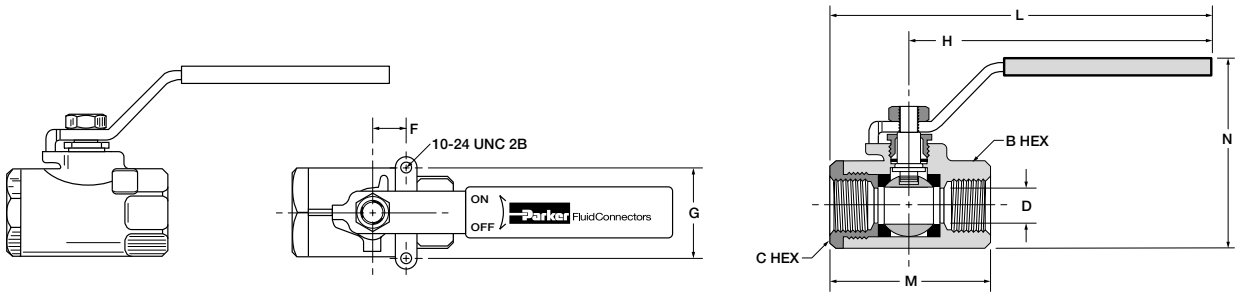 L
H
F
10-24 UNC 2B
B HEX
N
ON
Parker FluidConnectors
OFF
G
D
C HEX
M